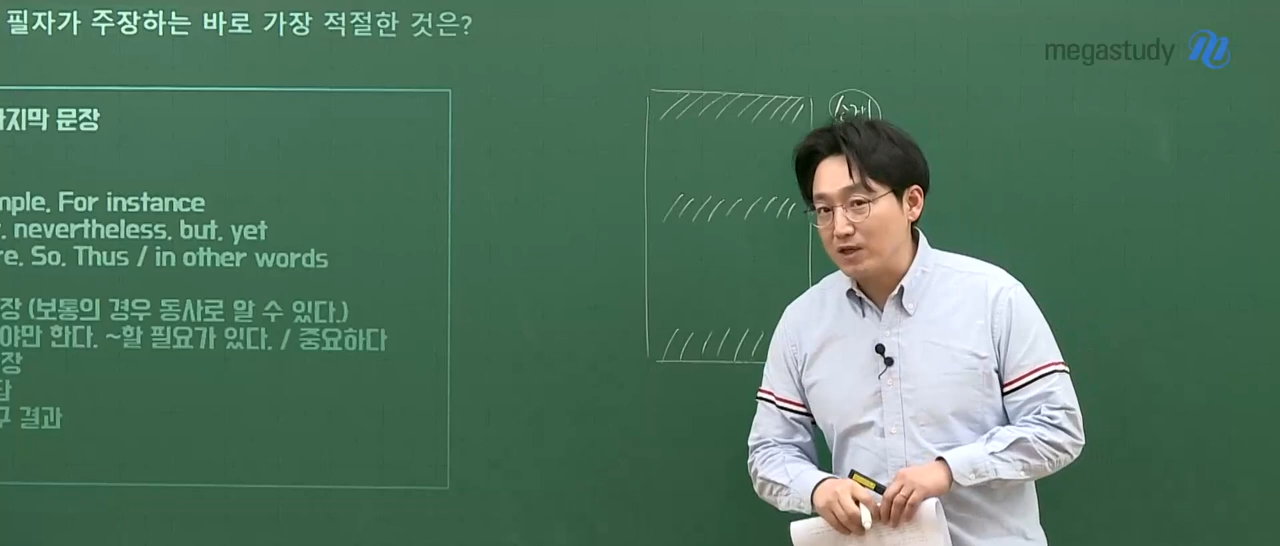 필자가 주장하는 바로 가장 적절한 것은?
megastudy
마지막 문장
mple. For instance
. nevertheless. but. yet
re. So. Thus / in other words
장 (보통의 경우 동사로 알 수 있다.)
야만 한다. ~할 필요가 있다. / 중요하다
장
답
구 결과